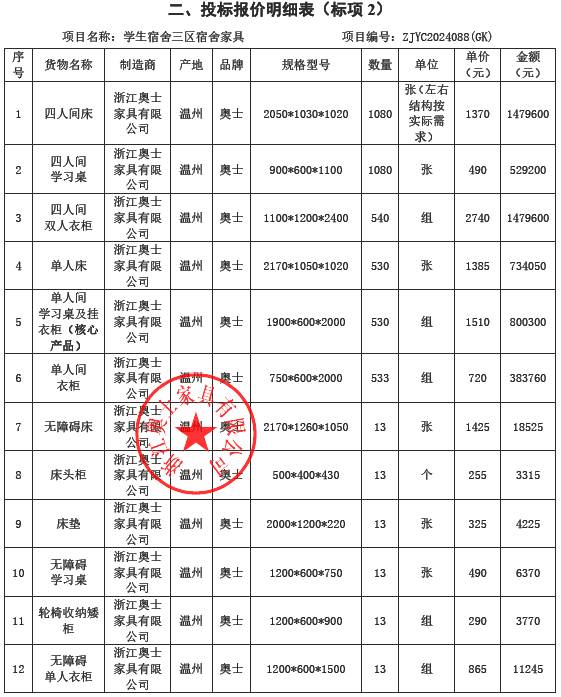 二、投标报价明细表（标项 2）
项目名称：学生宿舍三区宿舍家具 项目编号：ZJYC2024088(GK)
序号 货物名称 制造商 产地 品牌 规格型号 数量 单位 单价（元） 金额（元）
1 四人间床 浙江奥士家具有限公司 温州 奥士 2050*1030*1020 1080 张（左右结构按实际需求） 1370 1479600
2 四人间学习桌 浙江奥士家具有限公司 温州 奥士 900*600*1100 1080 张 490 529200
3 四人间双人衣柜 浙江奥士家具有限公司 温州 奥士 1100*1200*2400 540 组 2740 1479600
4 单人床 浙江奥士家具有限公司 温州 奥士 2170*1050*1020 530 张 1385 734050
5 单人间学习桌及挂衣柜（核心产品） 浙江奥士家具有限公司 温州 奥士 1900*600*2000 530 组 1510 800300
6 单人间衣柜 浙江奥士家具有限公司 温州 奥士 750*600*2000 533 组 720 383760
7 无障碍床 浙江奥士家具有限公司 温州 奥士 2170*1260*1050 13 张 1425 18525
8 床头柜 浙江奥士家具有限公司 温州 奥士 500*400*430 13 个 255 3315
9 床垫 浙江奥士家具有限公司 温州 奥士 2000*1200*220 13 张 325 4225
10 无障碍学习桌 浙江奥士家具有限公司 温州 奥士 1200*600*750 13 张 490 6370
11 轮椅收纳矮柜 浙江奥士家具有限公司 温州 奥士 1200*600*900 13 组 290 3770
12 无障碍单人衣柜 浙江奥士家具有限公司 温州 奥士 1200*600*1500 13 组 865 11245
浙江奥士家具有限公司